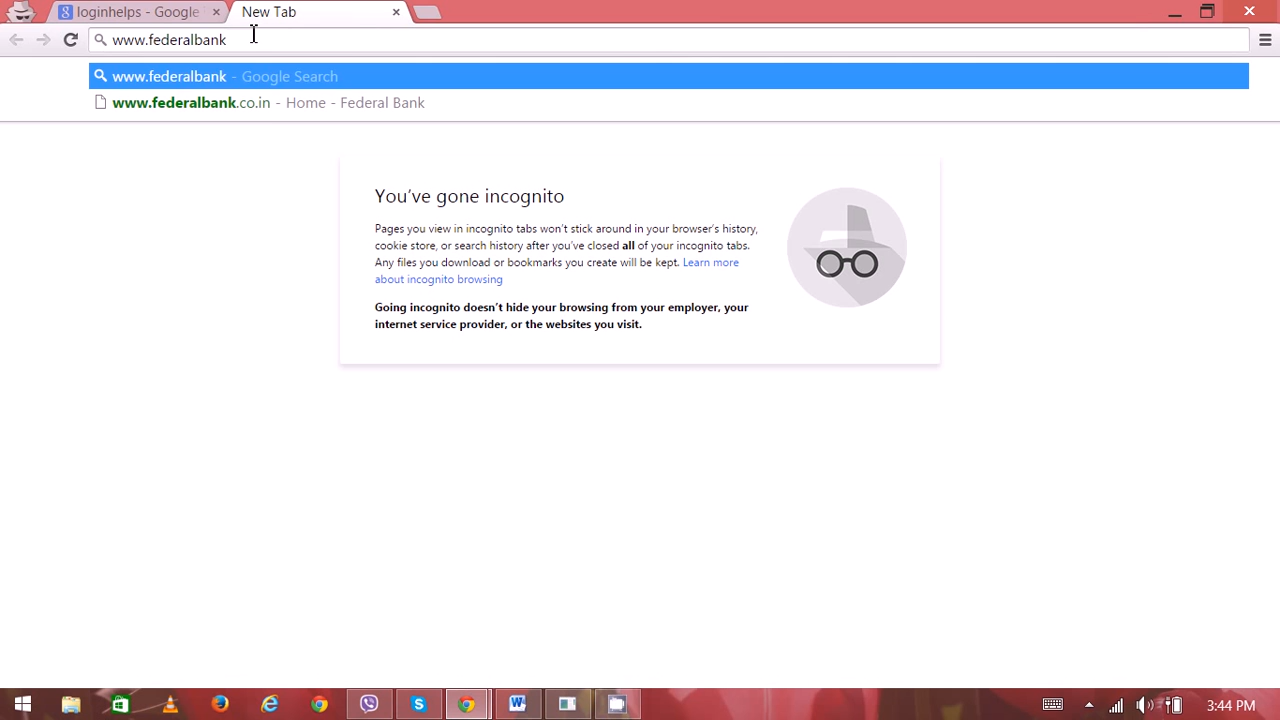 loginhelps - Google
New Tab
www.federalbank
www.federalbank - Google Search
www.federalbank.co.in - Home - Federal Bank
You've gone incognito
Pages you view in incognito tabs won't stick around in your browser's history,
cookie store, or search history after you've closed all of your incognito tabs.
Any files you download or bookmarks you create will be kept. Learn more
about incognito browsing
Going incognito doesn't hide your browsing from your employer, your
internet service provider, or the websites you visit.
3:44 PM